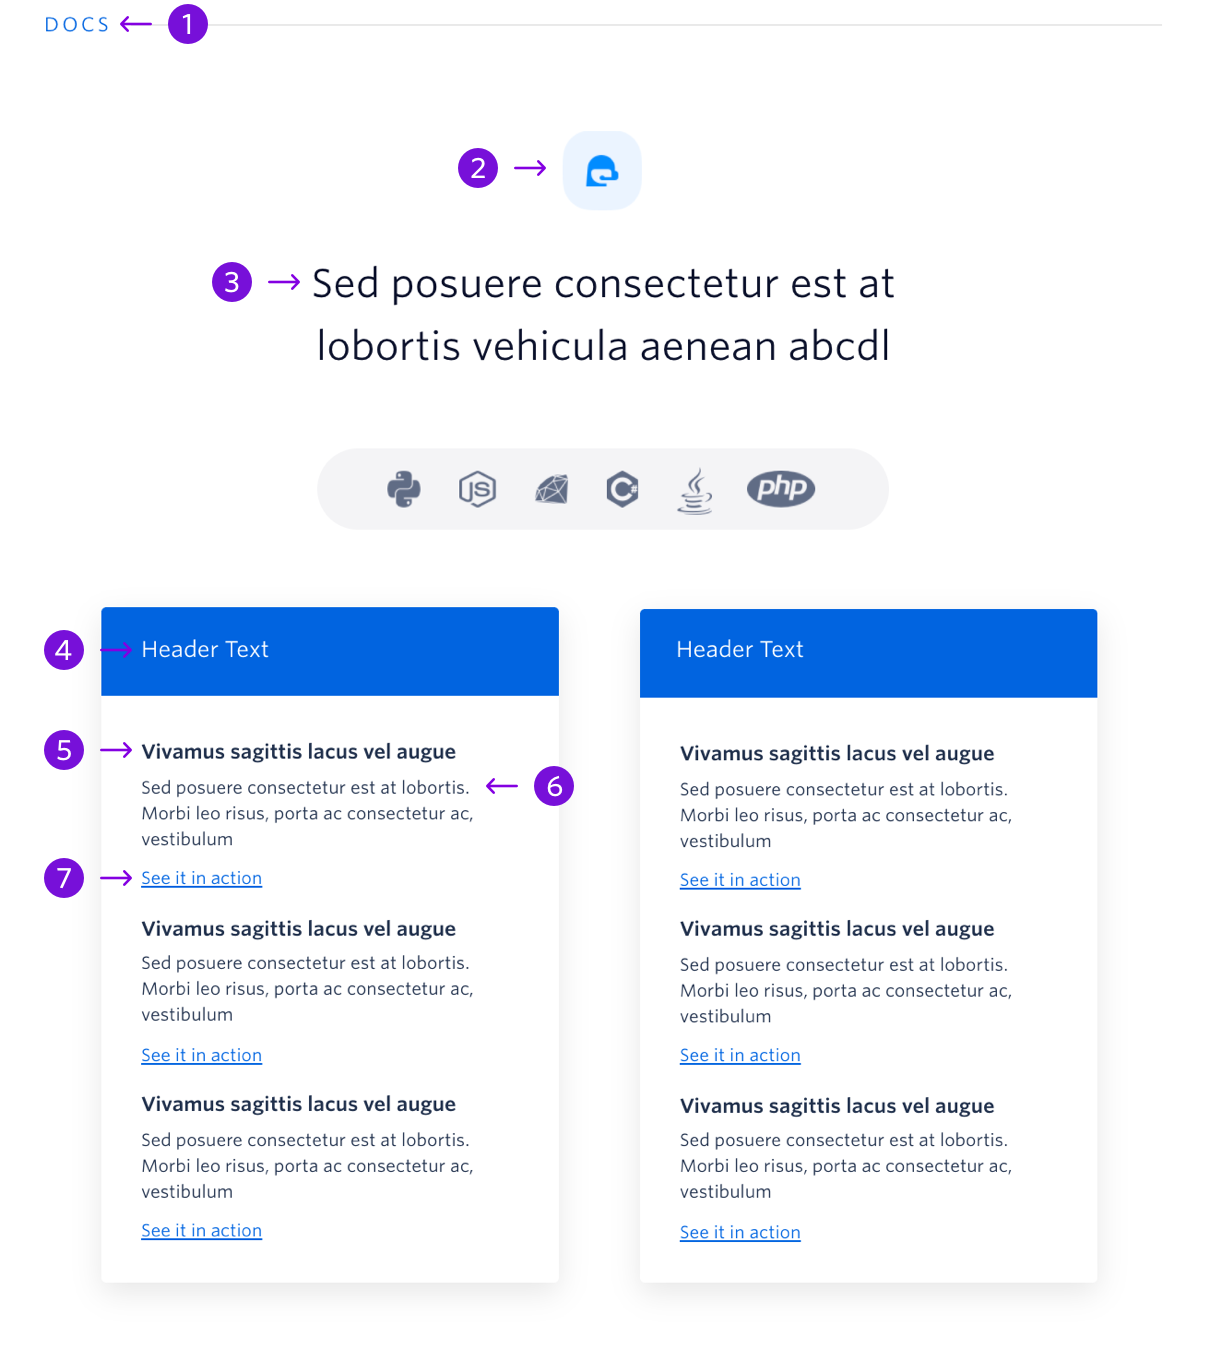 DOCS
1
2
3
Sed posuere consectetur est at
lobortis vehicula aenean abcdl
JS
C#
php
4
Header Text
5
Vivamus sagittis lacus vel augue
Sed posuere consectetur est at lobortis.
6
Morbi leo risus, porta ac consectetur ac,
vestibulum
7
See it in action
Vivamus sagittis lacus vel augue
Sed posuere consectetur est at lobortis.
Morbi leo risus, porta ac consectetur ac,
vestibulum
See it in action
Vivamus sagittis lacus vel augue
Sed posuere consectetur est at lobortis.
Morbi leo risus, porta ac consectetur ac,
vestibulum
See it in action
Header Text
Vivamus sagittis lacus vel augue
Sed posuere consectetur est at lobortis.
Morbi leo risus, porta ac consectetur ac,
vestibulum
See it in action
Vivamus sagittis lacus vel augue
Sed posuere consectetur est at lobortis.
Morbi leo risus, porta ac consectetur ac,
vestibulum
See it in action
Vivamus sagittis lacus vel augue
Sed posuere consectetur est at lobortis.
Morbi leo risus, porta ac consectetur ac,
vestibulum
See it in action